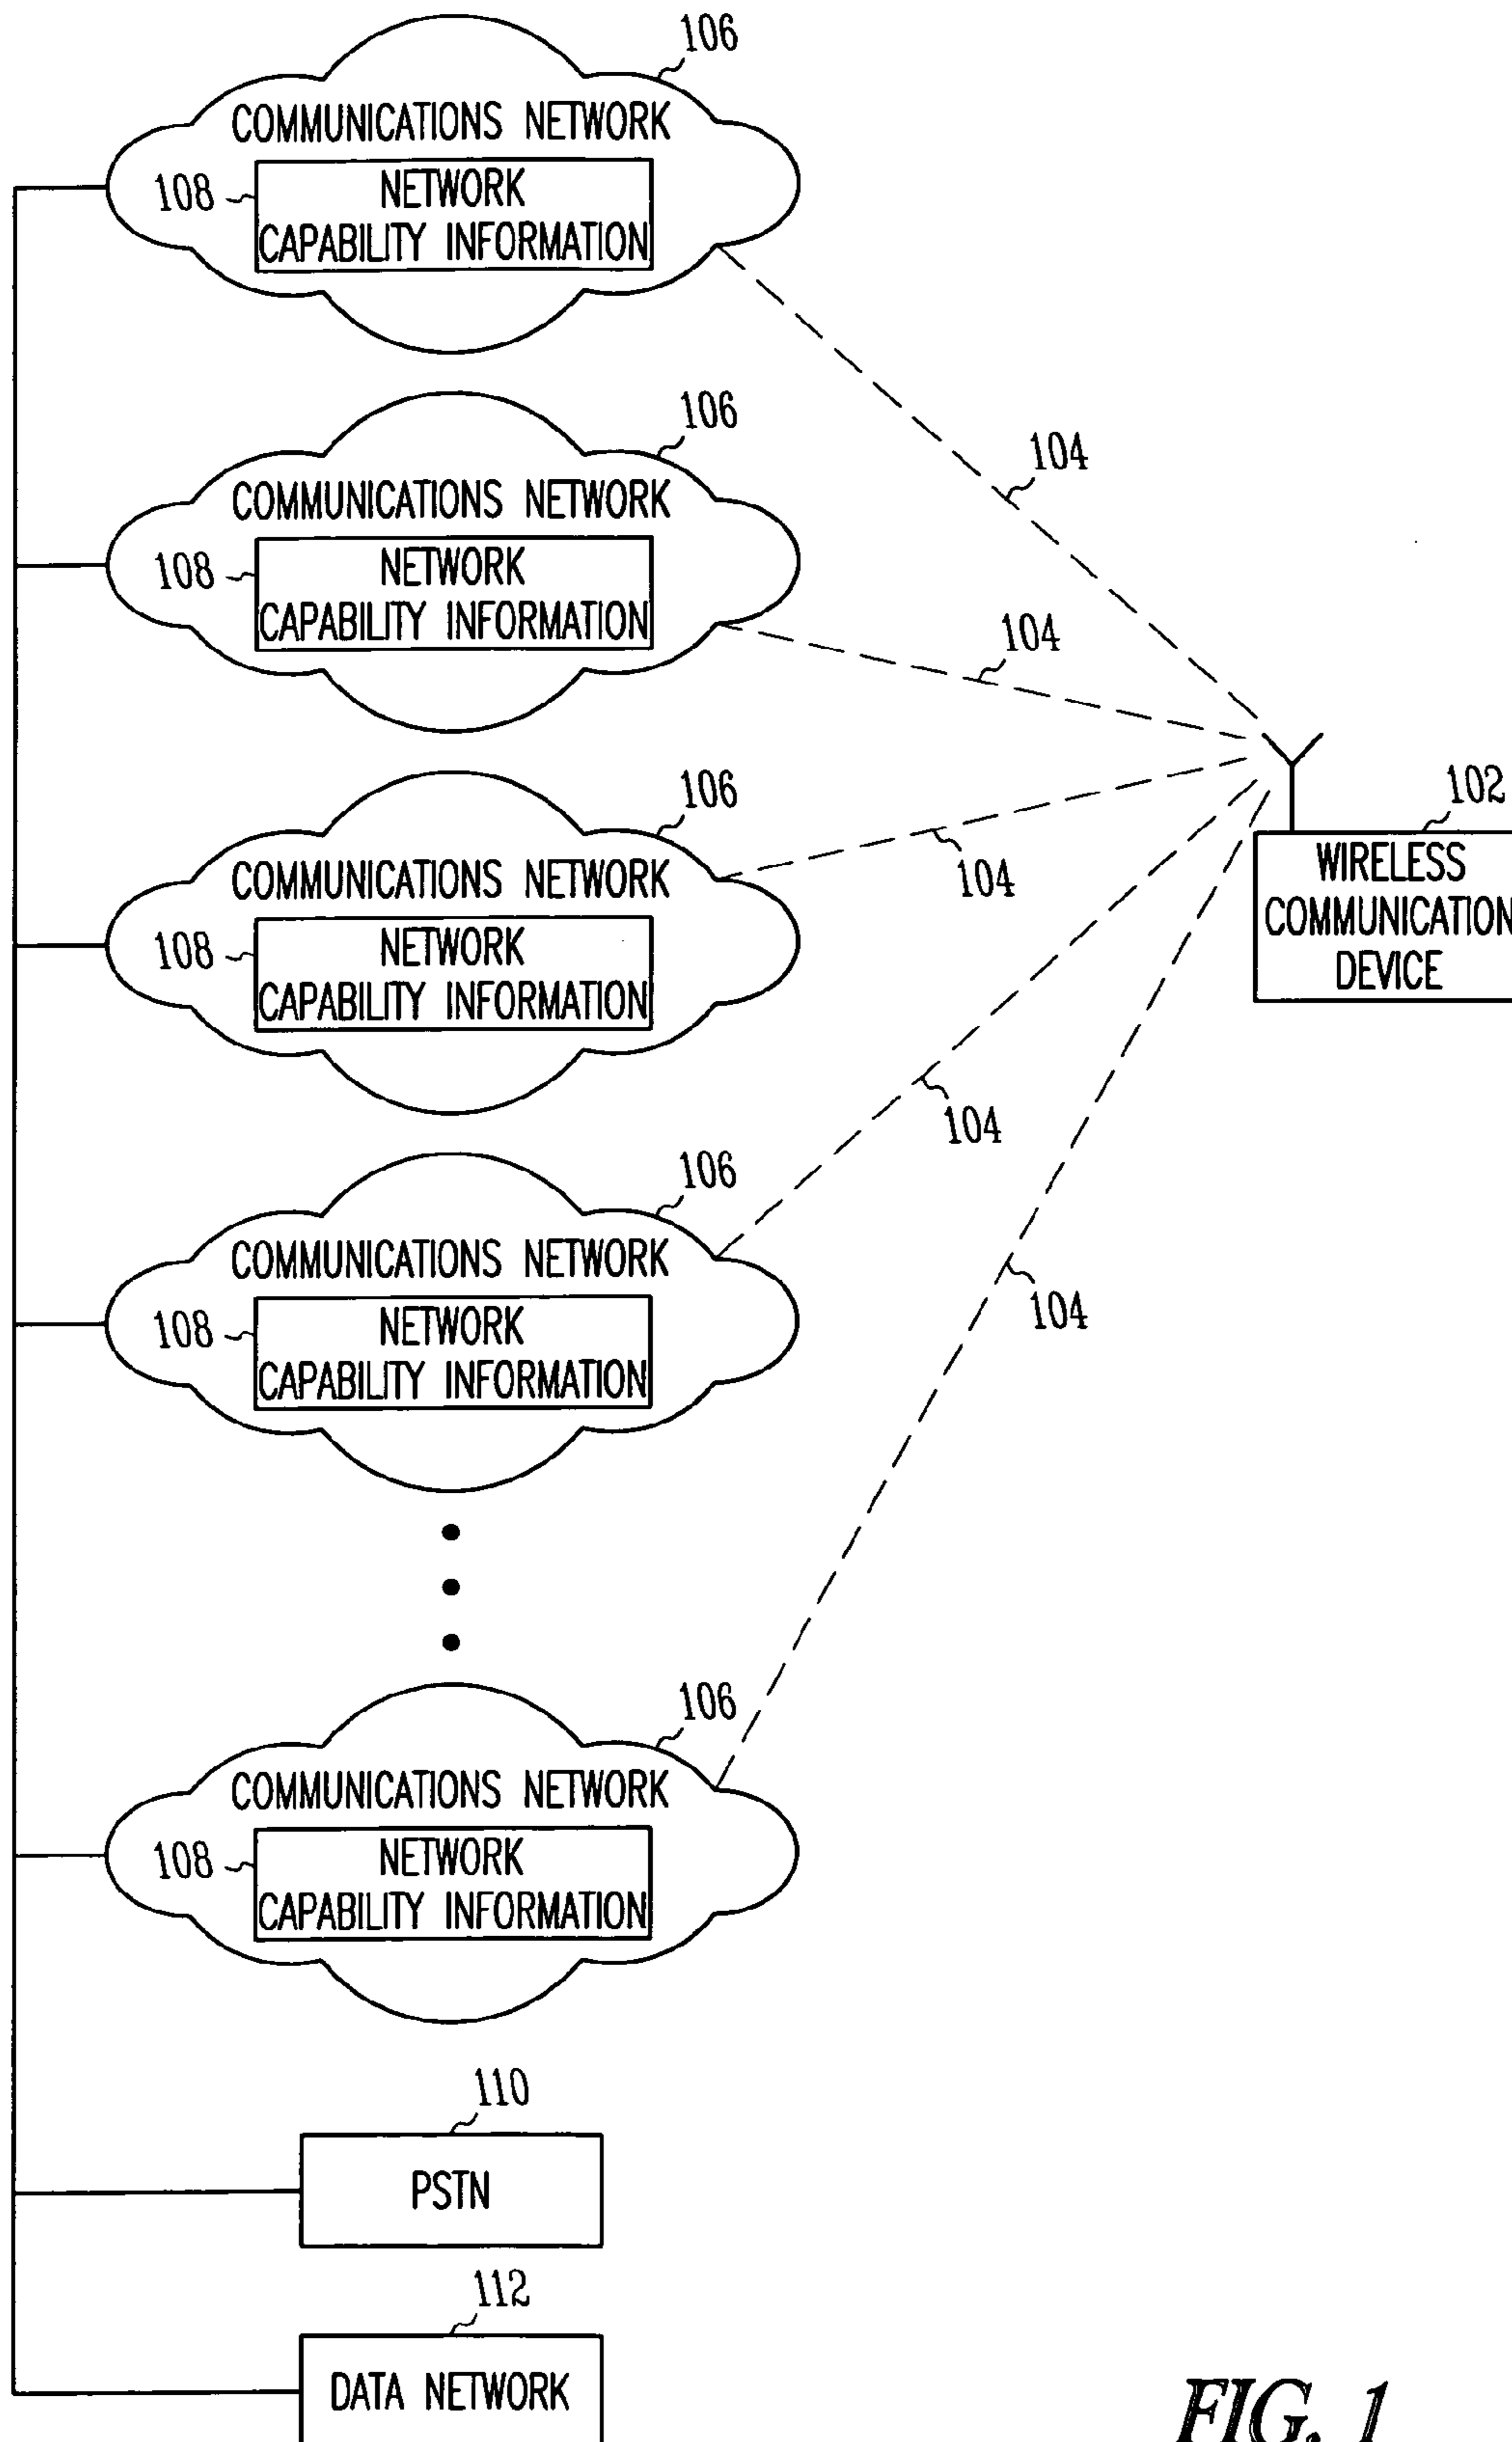 106
COMMUNICATIONS NETWORK
108
NETWORK
CAPABILITY INFORMATION
106
104
COMMUNICATIONS NETWORK
108
NETWORK
CAPABILITY INFORMATION
104
106
102
COMMUNICATIONS NETWORK
104
WIRELESS
COMMUNICATION
DEVICE
108
NETWORK
CAPABILITY INFORMATION
104
106
COMMUNICATIONS NETWORK
104
108
NETWORK
CAPABILITY INFORMATION
106
COMMUNICATIONS NETWORK
108
NETWORK
CAPABILITY INFORMATION
110
PSTN
112
DATA NETWORK
FIG. 1